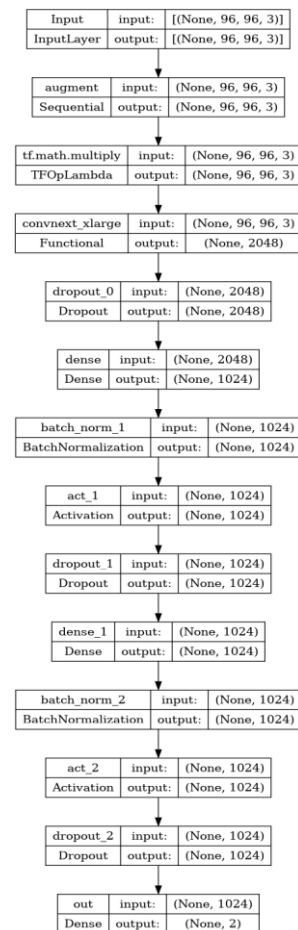 Input input: [(None, 96, 96, 3)]
InputLayer output: [(None, 96, 96, 3)]
augment input: (None, 96, 96, 3)
Sequential output: (None, 96, 96, 3)
tf.math.multiply input: (None, 96, 96, 3)
TFOpLambda output: (None, 96, 96, 3)
convnext_xlarge input: (None, 96, 96, 3)
Functional output: (None, 2048)
dropout_0 input: (None, 2048)
Dropout output: (None, 2048)
dense input: (None, 2048)
Dense output: (None, 1024)
batch_norm_1 input: (None, 1024)
BatchNormalization output: (None, 1024)
act_1 input: (None, 1024)
Activation output: (None, 1024)
dropout_1 input: (None, 1024)
Dropout output: (None, 1024)
dense_1 input: (None, 1024)
Dense output: (None, 1024)
batch_norm_2 input: (None, 1024)
BatchNormalization output: (None, 1024)
act_2 input: (None, 1024)
Activation output: (None, 1024)
dropout_2 input: (None, 1024)
Dropout output: (None, 1024)
out input: (None, 1024)
Dense output: (None, 2)